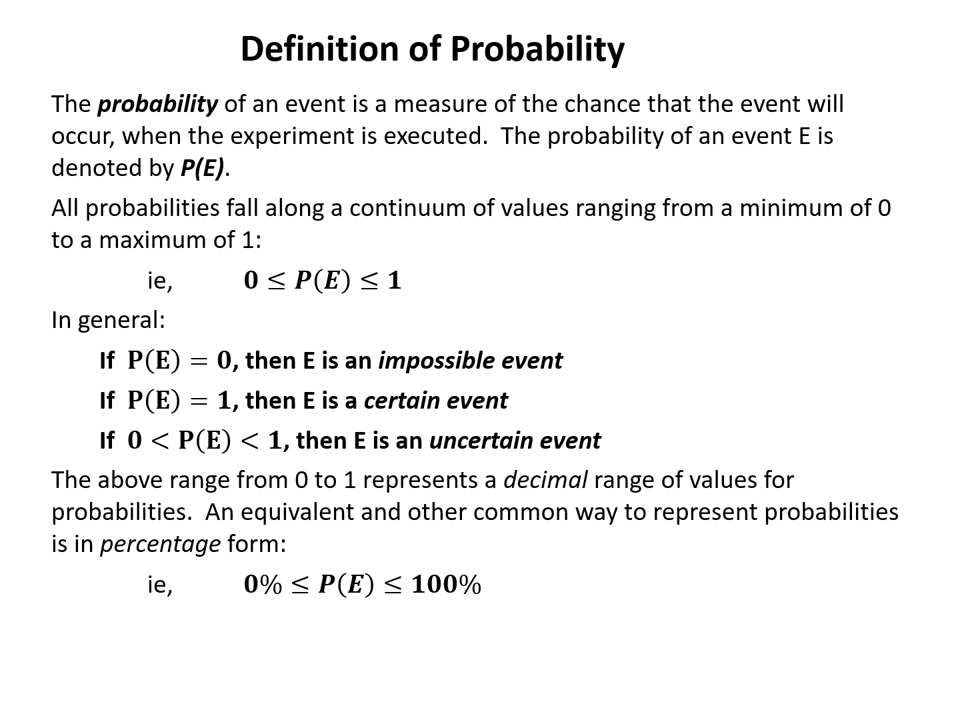 Definition of Probability
The probability of an event is a measure of the chance that the event will
occur, when the experiment is executed.  The probability of an event E is
denoted by P(E).
All probabilities fall along a continuum of values ranging from a minimum of 0
to a maximum of 1:
ie, 0 ≤ P(E) ≤ 1
In general:
If P(E) = 0, then E is an impossible event
If P(E) = 1, then E is a certain event
If 0 < P(E) < 1, then E is an uncertain event
The above range from 0 to 1 represents a decimal range of values for
probabilities.  An equivalent and other common way to represent probabilities
is in percentage form:
ie, 0% ≤ P(E) ≤ 100%